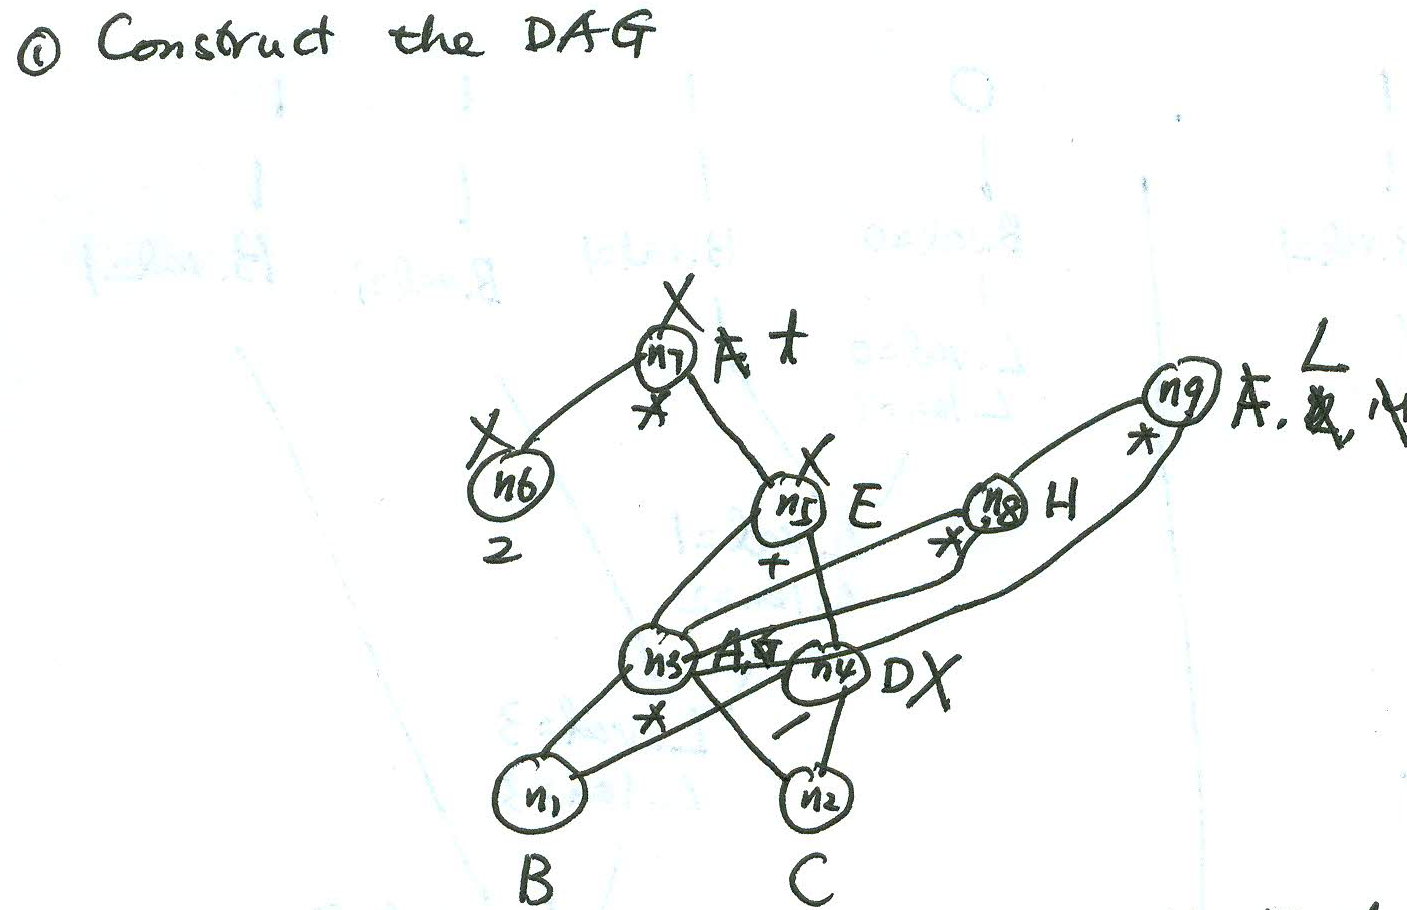 ① Construct the DAG
X
n7 A t
*
L
n9 A.
*
X
n6
2
X
n5 E
+
n8 H
*
n3 A,
*
n4 D X
-
n1
B
n2
C